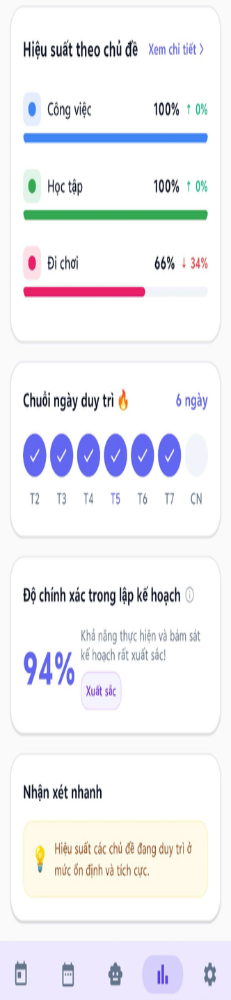 Hiệu suất theo chủ đề Xem chi tiết
Công việc 100% ↑ 0%
Học tập 100% ↑ 0%
Đi chơi 66% ↓ 34%
Chuỗi ngày duy trì 🔥 6 ngày
T2 T3 T4 T5 T6 T7 CN
Độ chính xác trong lập kế hoạch
94%
Khả năng thực hiện và bám sát
kế hoạch rất xuất sắc!
Xuất sắc
Nhận xét nhanh
Hiệu suất các chủ đề đang duy trì ở
mức ổn định và tích cực.